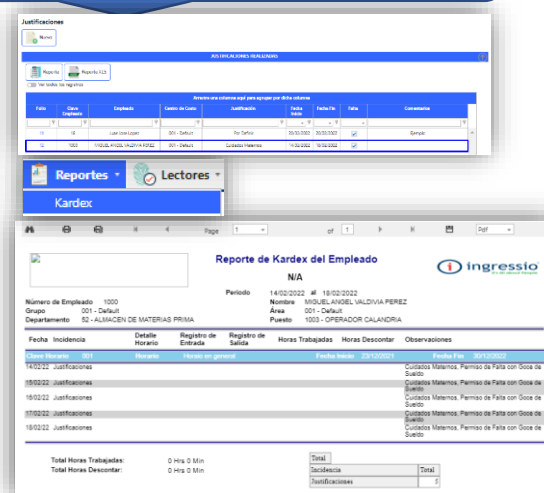 Justificaciones
Nuevo
JUSTIFICACIONES REALIZADAS
Reporte Reporte XLS
Ver todos los registros
Arrastre una columna aquí para agrupar por dicha columna
Folio Clave Empleado Empleado Centro de Costo Justificación Fecha Inicio Fecha Fin Falta Comentarios
18 Juan Jose Lopez 001 - Default Por Definir 20/02/2022 20/02/2022 Ejemplo
12 1000 MIGUEL ANGEL VALDIVIA PEREZ 001 - Default Cuidados Maternos 14/02/2022 18/02/2022
Reportes Lectores
Kardex
Page 1 of 1 Pdf
Reporte de Kardex del Empleado
ingressio
N/A
Periodo 14/02/2022 al 18/02/2022
Número de Empleado 1000 Nombre MIGUEL ANGEL VALDIVIA PEREZ
Grupo 001 - Default Área 001 - Default
Departamento 52 - ALMACEN DE MATERIAS PRIMA Puesto 1003 - OPERADOR CALANDRIA
Fecha Incidencia Detalle Horario Registro de Entrada Registro de Salida Horas Trabajadas Horas Descontar Observaciones
Clave Horario 001 Horario Horaio en general Fecha Inicio 23/12/2021 Fecha Fin 30/12/2022
14/02/22 Justificaciones Cuidados Maternos, Permiso de Falta con Goce de Sueldo
15/02/22 Justificaciones Cuidados Maternos, Permiso de Falta con Goce de Sueldo
16/02/22 Justificaciones Cuidados Maternos, Permiso de Falta con Goce de Sueldo
17/02/22 Justificaciones Cuidados Maternos, Permiso de Falta con Goce de Sueldo
18/02/22 Justificaciones Cuidados Maternos, Permiso de Falta con Goce de Sueldo
Total Horas Trabajadas: 0 Hrs 0 Min
Total Horas Descontar: 0 Hrs 0 Min
Total
Incidencia Total
Justificaciones 5